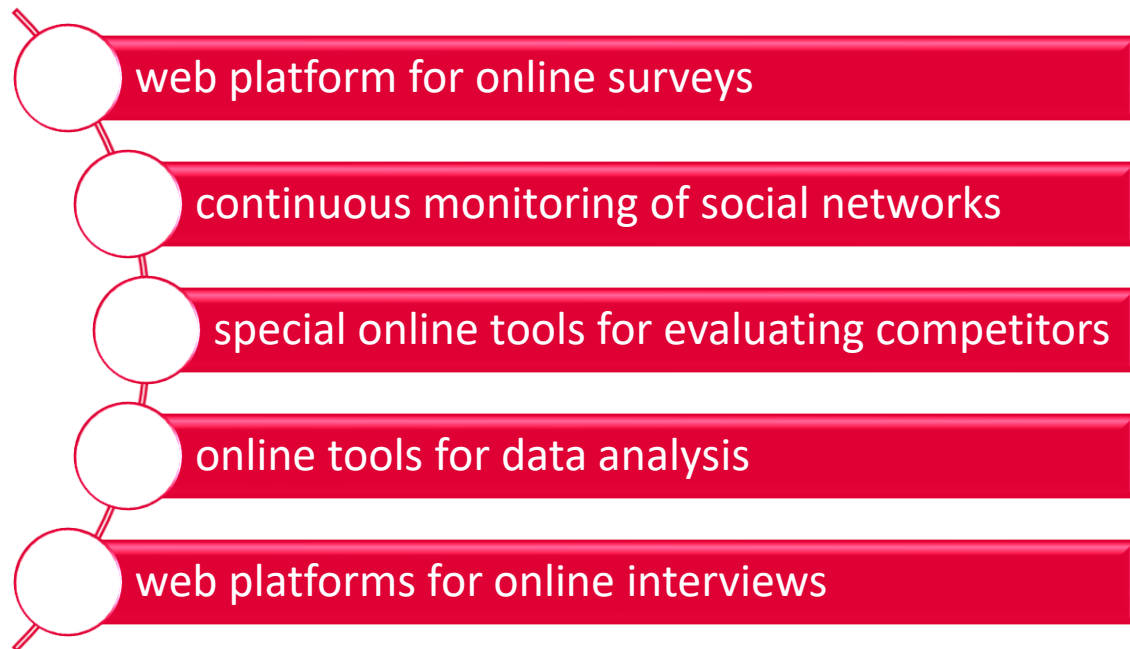 web platform for online surveys
continuous monitoring of social networks
special online tools for evaluating competitors
online tools for data analysis
web platforms for online interviews